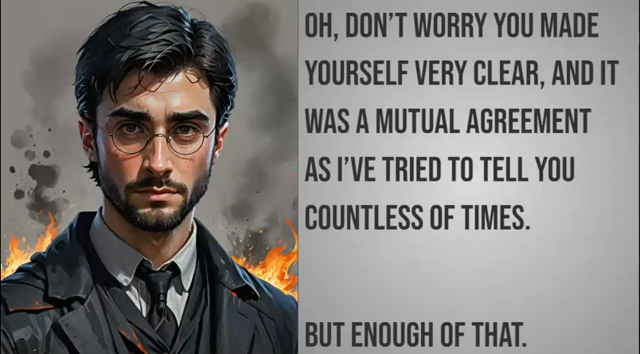 OH, DON'T WORRY YOU MADE
YOURSELF VERY CLEAR, AND IT
WAS A MUTUAL AGREEMENT
AS I'VE TRIED TO TELL YOU
COUNTLESS OF TIMES.
BUT ENOUGH OF THAT.